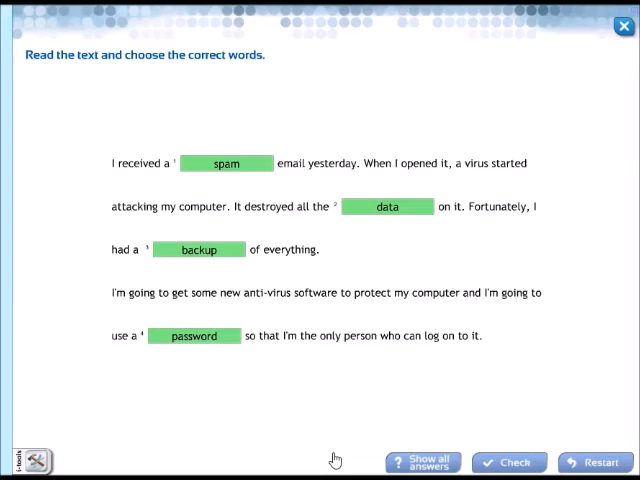 Read the text and choose the correct words.
I received a ¹ spam email yesterday. When I opened it, a virus started
attacking my computer. It destroyed all the ² data on it. Fortunately, I
had a ³ backup of everything.
I'm going to get some new anti-virus software to protect my computer and I'm going to
use a ⁴ password so that I'm the only person who can log on to it.
i-tools
? Show all
answers
Check
Restart